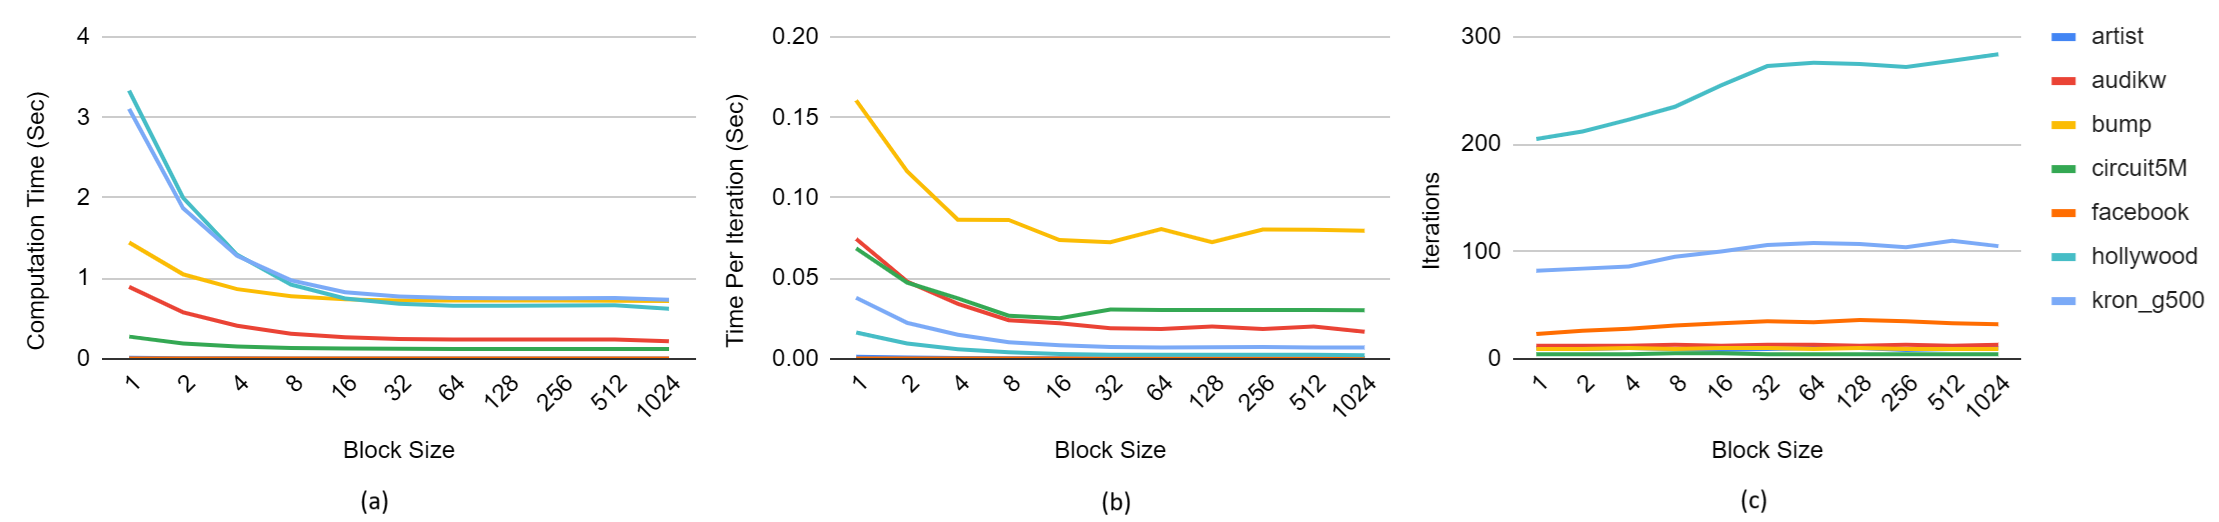 Computation Time (Sec)
4
3
2
1
0
1 2 4 8 16 32 64 128 256 512 1024
Block Size
(a)
Time Per Iteration (Sec)
0.20
0.15
0.10
0.05
0.00
1 2 4 8 16 32 64 128 256 512 1024
Block Size
(b)
Iterations
300
200
100
0
1 2 4 8 16 32 64 128 256 512 1024
Block Size
(c)
artist
audikw
bump
circuit5M
facebook
hollywood
kron_g500